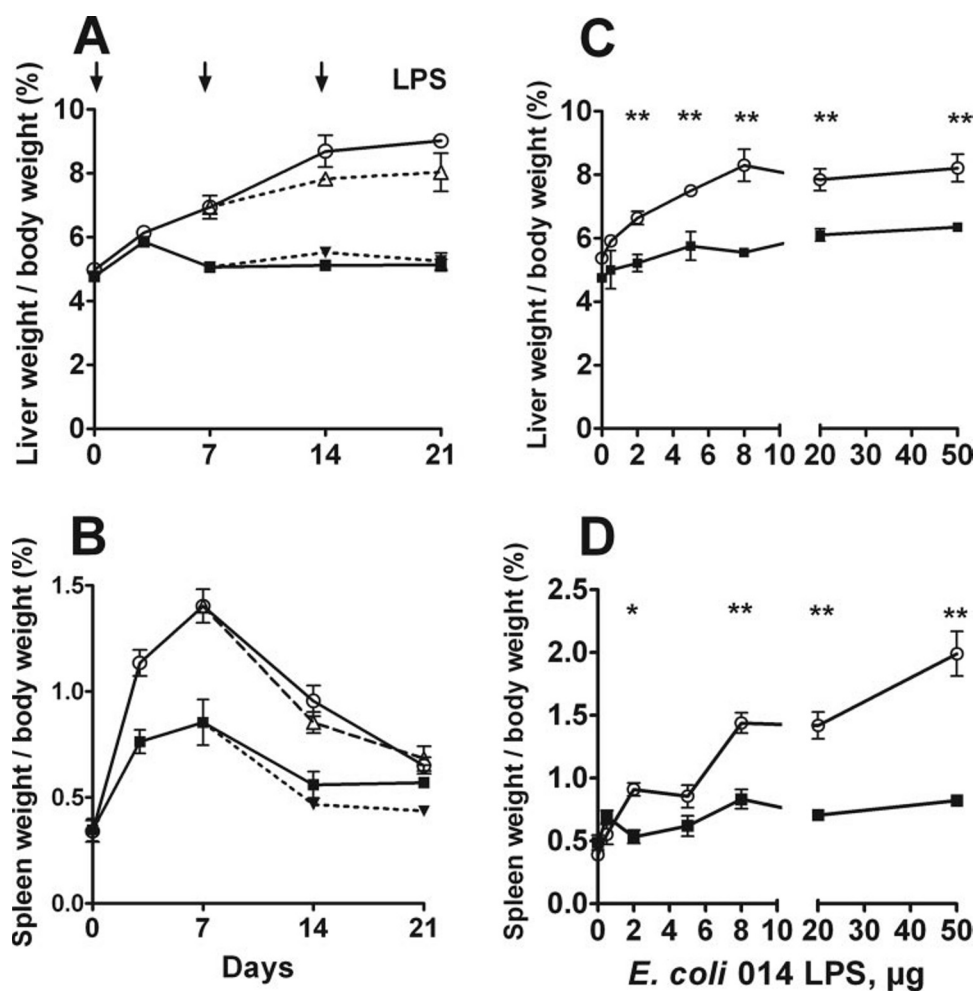 A
LPS
Liver weight / body weight (%)
10
8
6
4
2
0
0 7 14 21
C
** ** ** ** **
Liver weight / body weight (%)
10
8
6
4
2
0
0 2 4 6 8 10 20 30 40 50
B
Spleen weight / body weight (%)
1.5
1.0
0.5
0.0
0 7 14 21
Days
D
* ** ** **
Spleen weight / body weight (%)
2.5
2.0
1.5
1.0
0.5
0.0
0 2 4 6 8 10 20 30 40 50
E. coli 014 LPS, µg